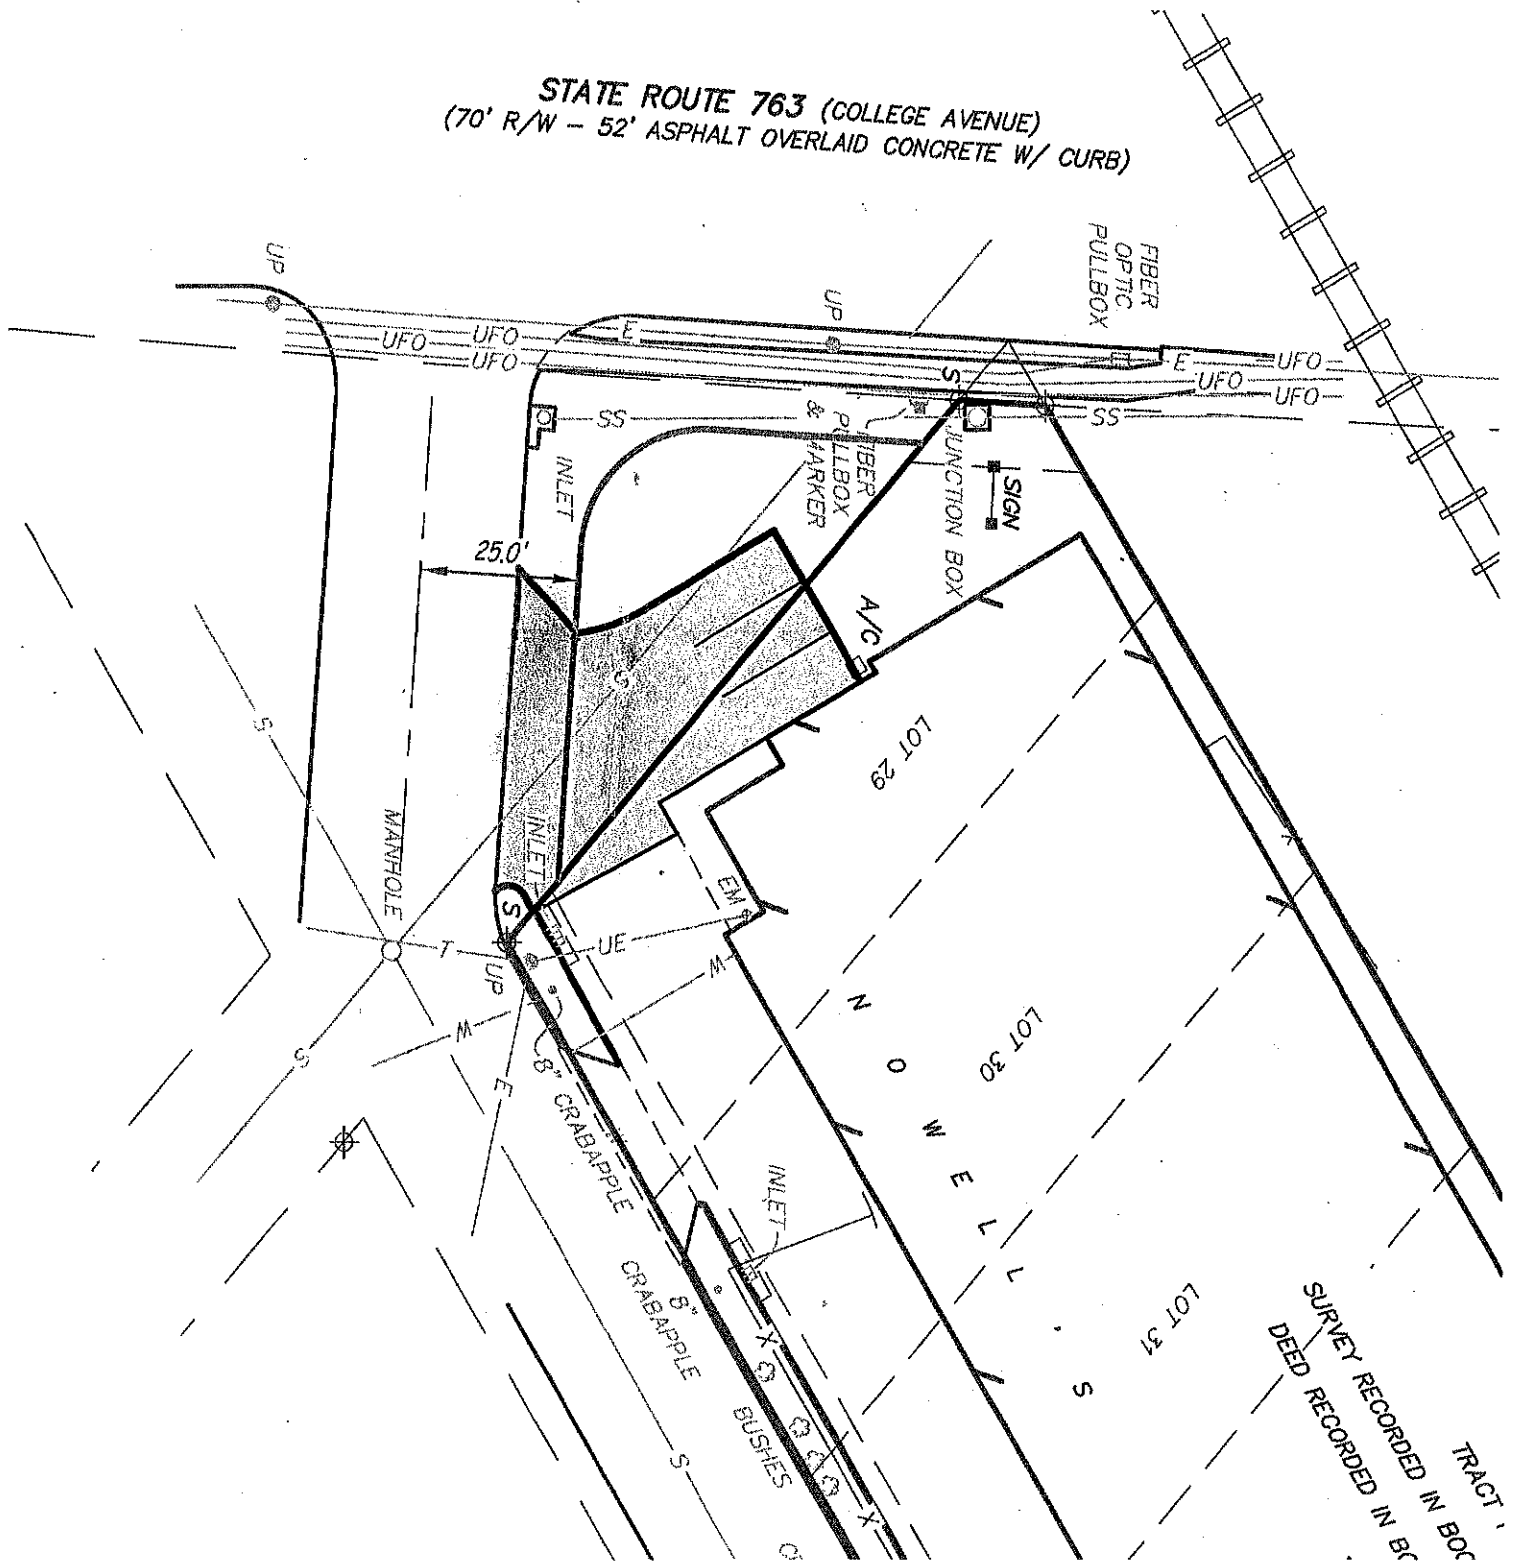 STATE ROUTE 763 (COLLEGE AVENUE)
(70' R/W - 52' ASPHALT OVERLAID CONCRETE W/ CURB)
FIBER
OPTIC
PULLBOX
UP
UP
E
UFO
UFO
UFO
E
UFO
UFO
UFO
S
SS
SS
INLET
FIBER
PULLBOX
& MARKER
JUNCTION BOX
SIGN
25.0'
A/C
S
S
LOT 29
MANHOLE
INLET
EM
S
T
UP
UE
W
W
S
E
8" CRABAPPLE
LOT 30
NOWELL'S
INLET
8"
CRABAPPLE
LOT 31
X
BUSHES
S
X
TRACT
SURVEY RECORDED IN
DEED RECORDED IN